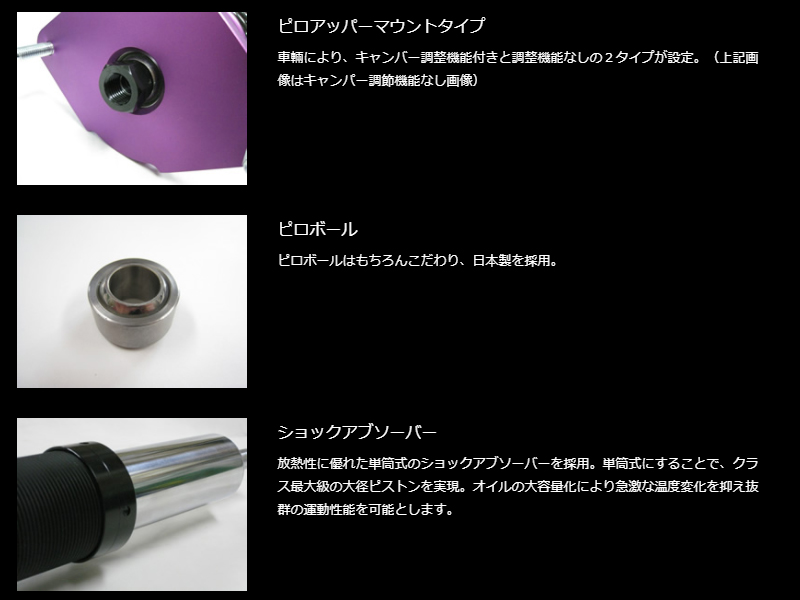 ピロアッパーマウントタイプ
車輛により、キャンバー調整機能付きと調整機能なしの２タイプが設定。（上記画
像はキャンバー調節機能なし画像）
ピロボール
ピロボールはもちろんこだわり、日本製を採用。
ショックアブソーバー
放熱性に優れた単筒式のショックアブソーバーを採用。単筒式にすることで、クラ
ス最大級の大径ピストンを実現。オイルの大容量化により急激な温度変化を抑え抜
群の運動性能を可能とします。